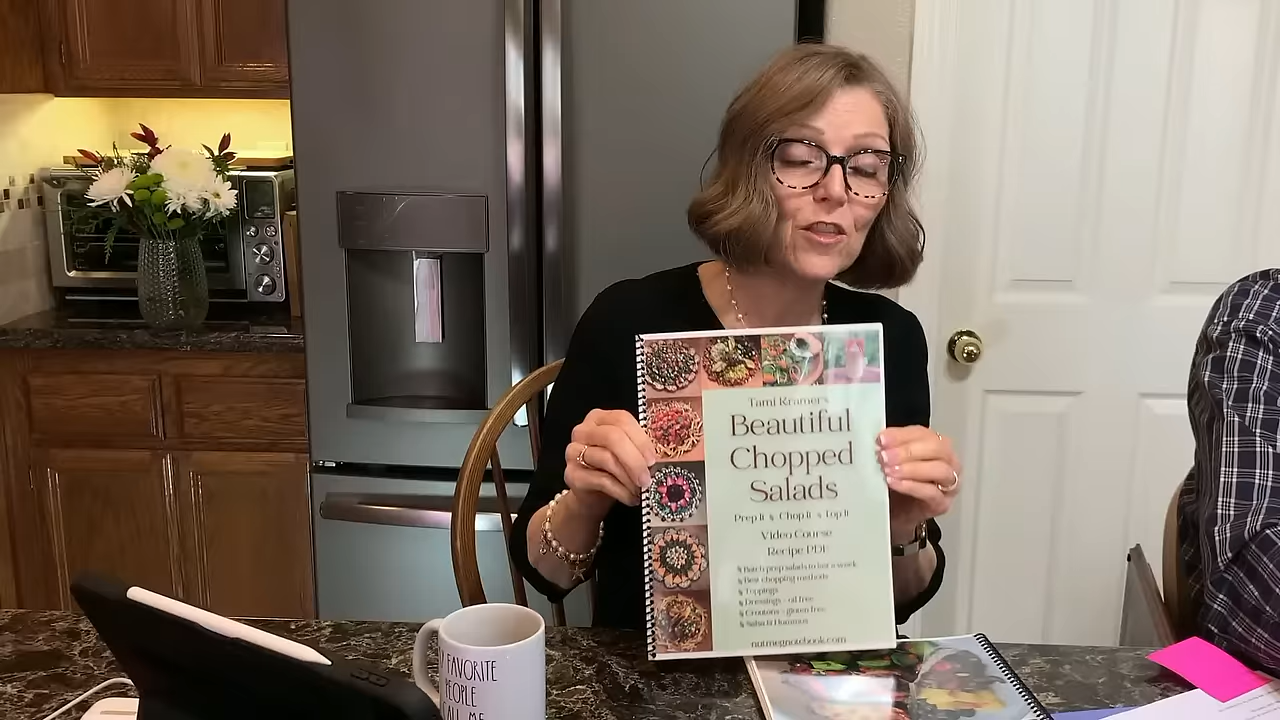 Tami Kramer's
Beautiful
Chopped
Salads
Prep It & Chop It & Top It
Video Course
Recipe PDF
Batch prep salads to last a week
Best chopping methods
Toppings
Dressings - oil free
Croutons - gluten free
Salsa & Hummus
nutmegnotebook.com
FAVORITE
PEOPLE
CALL ME